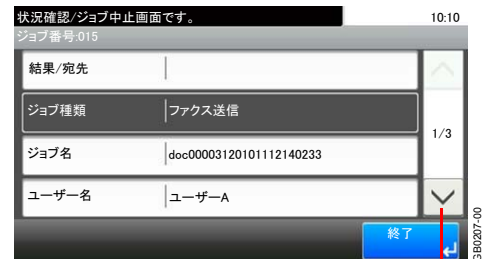 状況確認/ジョブ中止画面です。 10:10
ジョブ番号:015
結果/宛先
ジョブ種類 ファクス送信
1/3
ジョブ名 doc00003120101112140233
ユーザー名 ユーザーA
終了
GB0207-00